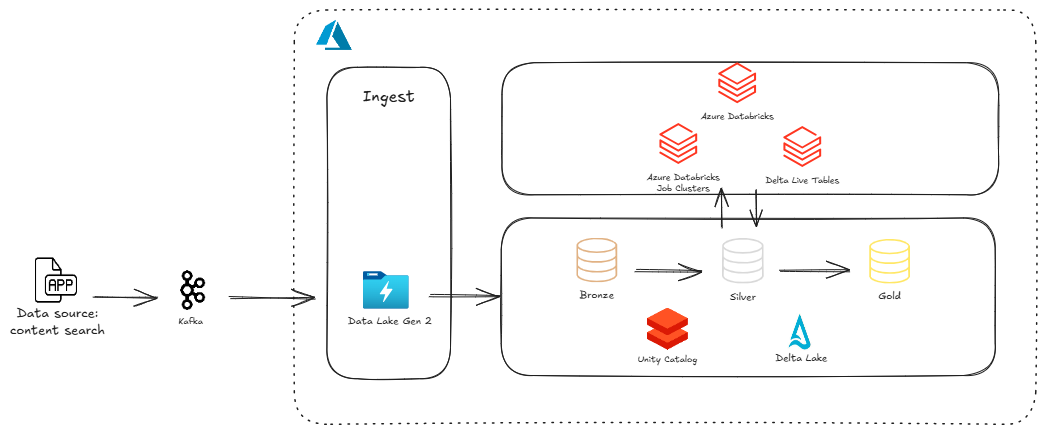 Ingest
Azure Databricks
Azure Databricks
Job Clusters
Delta Live Tables
APP
Data source:
content search
Kafka
Data Lake Gen 2
Bronze
Silver
Gold
Unity Catalog
Delta Lake